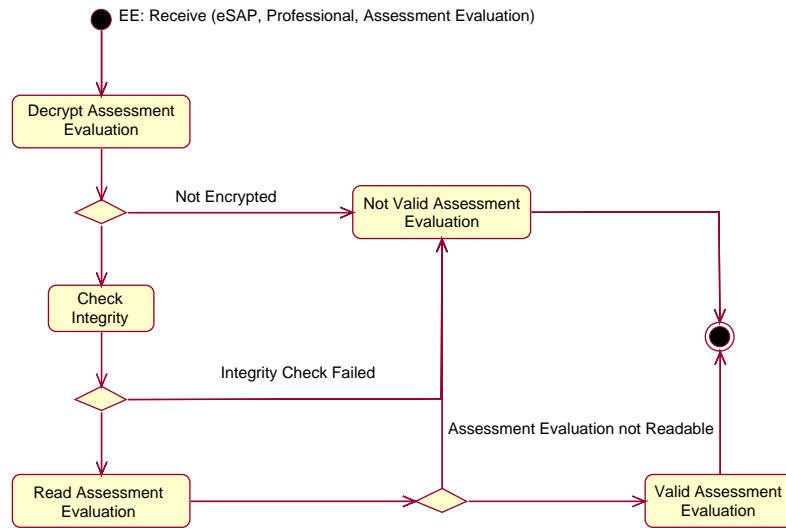 EE: Receive (eSAP, Professional, Assessment Evaluation)
Decrypt Assessment
Evaluation
Not Encrypted
Not Valid Assessment
Evaluation
Check
Integrity
Integrity Check Failed
Assessment Evaluation not Readable
Read Assessment
Evaluation
Valid Assessment
Evaluation